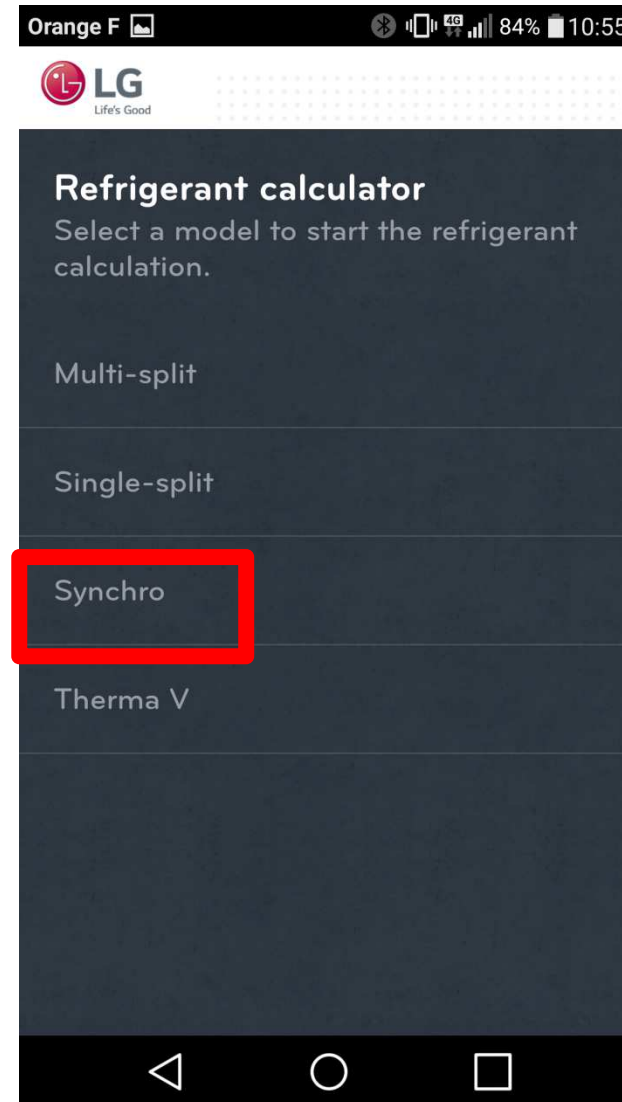 Orange F 4G 84% 10:55
LG
Life's Good
Refrigerant calculator
Select a model to start the refrigerant
calculation.
Multi-split
Single-split
Synchro
Therma V